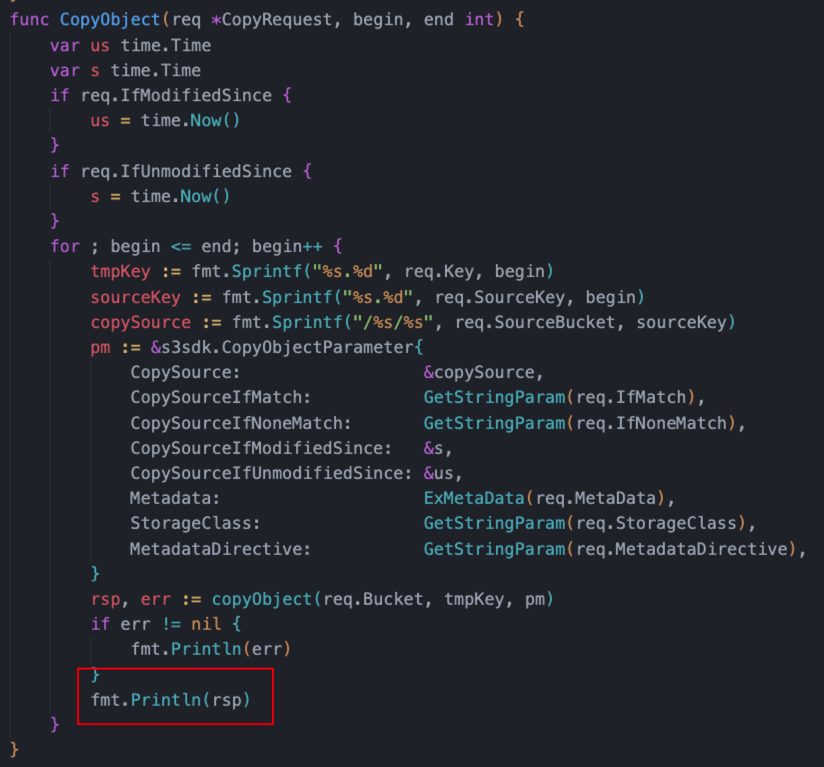 func CopyObject(req *CopyRequest, begin, end int) {
    var us time.Time
    var s time.Time
    if req.IfModifiedSince {
        us = time.Now()
    }
    if req.IfUnmodifiedSince {
        s = time.Now()
    }
    for ; begin <= end; begin++ {
        tmpKey := fmt.Sprintf("%s.%d", req.Key, begin)
        sourceKey := fmt.Sprintf("%s.%d", req.SourceKey, begin)
        copySource := fmt.Sprintf("/%s/%s", req.SourceBucket, sourceKey)
        pm := &s3sdk.CopyObjectParameter{
            CopySource:                  &copySource,
            CopySourceIfMatch:           GetStringParam(req.IfMatch),
            CopySourceIfNoneMatch:       GetStringParam(req.IfNoneMatch),
            CopySourceIfModifiedSince:   &s,
            CopySourceIfUnmodifiedSince: &us,
            Metadata:                    ExMetaData(req.MetaData),
            StorageClass:                GetStringParam(req.StorageClass),
            MetadataDirective:           GetStringParam(req.MetadataDirective),
        }
        rsp, err := copyObject(req.Bucket, tmpKey, pm)
        if err != nil {
            fmt.Println(err)
        }
        fmt.Println(rsp)
    }
}